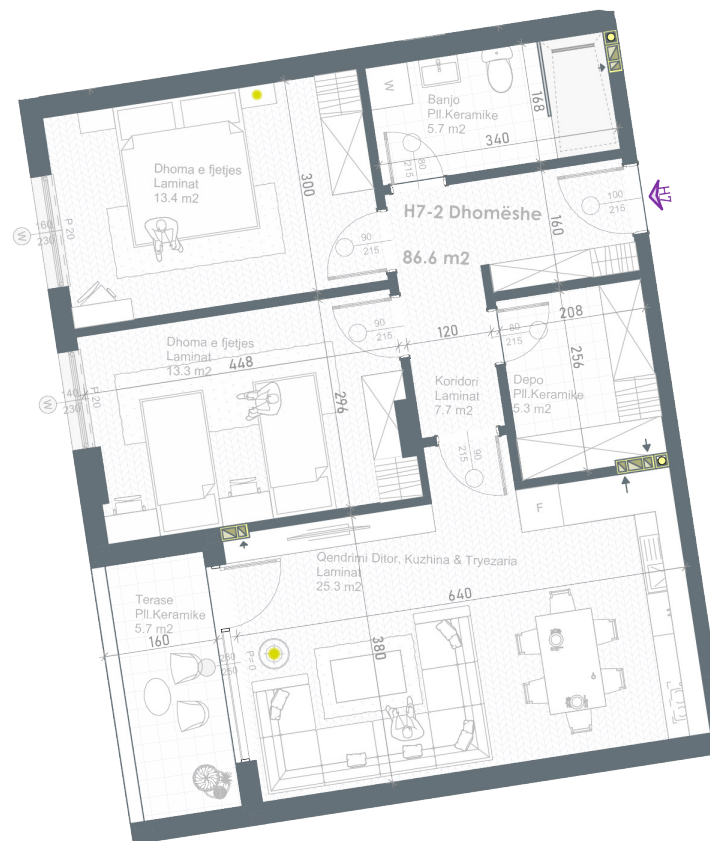 Banjo
Pll.Keramike
5.7 m2
W
168
340
80
215
Dhoma e fjetjes
Laminat
13.4 m2
300
H7-2 Dhomëshe
86.6 m2
100
215
H7
160
90
215
W
160
230
P 20
Dhoma e fjetjes
Laminat
13.3 m2
448
296
90
215
120
80
215
208
256
W
140
230
P 20
Koridori
Laminat
7.7 m2
Depo
Pll.Keramike
5.3 m2
90
215
F
Qendrimi Ditor, Kuzhina & Tryezaria
Laminat
25.3 m2
640
380
Terase
Pll.Keramike
5.7 m2
160
250
P=0